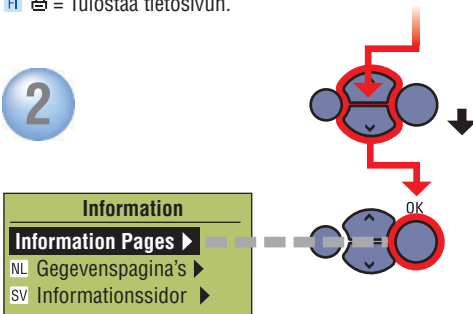 FI = Tulostaa tietosivun.
2
OK
Information
Information Pages
NL Gegevenspagina's
SV Informationssidor